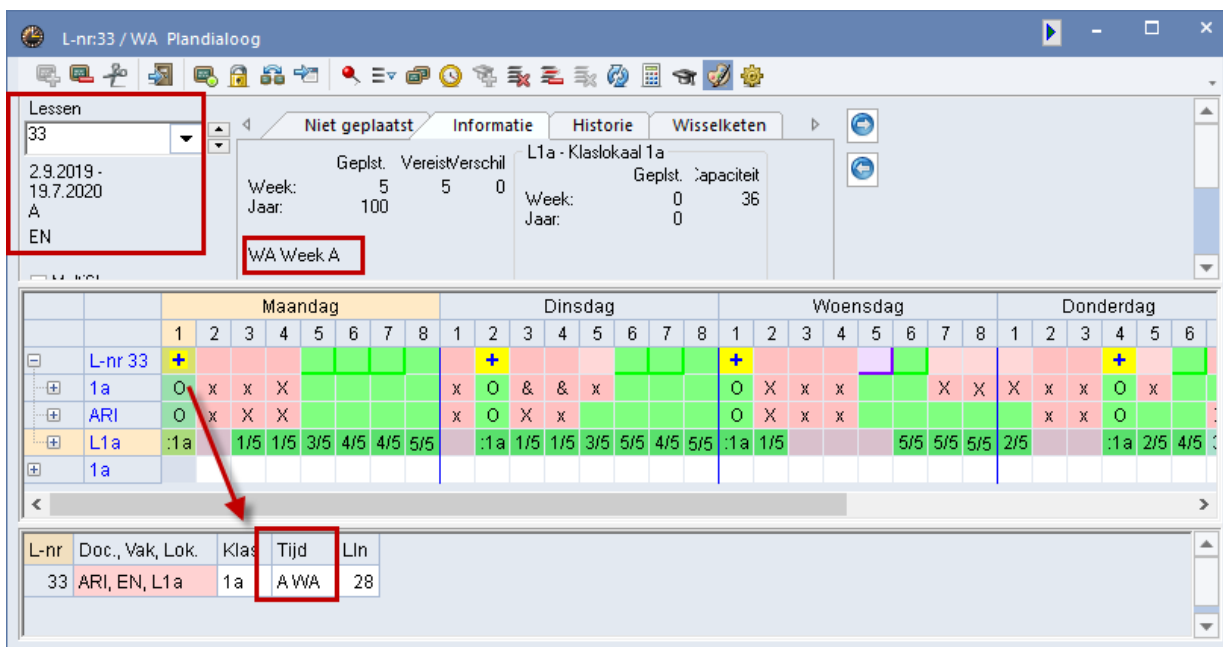 L-nr:33 / WA Plandialoog
Lessen
33
2.9.2019 -
19.7.2020
A
EN
Niet geplaatst Informatie Historie Wisselketen
Geplst. Vereist Verschil
Week: 5 5 0
Jaar: 100
WA Week A
L1a - Klaslokaal 1a
Geplst. Capaciteit
Week: 0 36
Jaar: 0
Maandag Dinsdag Woensdag Donderdag
1 2 3 4 5 6 7 8 1 2 3 4 5 6 7 8 1 2 3 4 5 6 7 8 1 2 3 4 5 6
L-nr 33 + + + +
1a O x x X x O & & x O X x x X X X x x O x
ARI O x X X x O X x O X x x x x O
L1a :1a 1/5 1/5 3/5 4/5 4/5 5/5 :1a 1/5 1/5 3/5 5/5 4/5 5/5 :1a 1/5 5/5 5/5 5/5 2/5 :1a 2/5 4/5
1a
L-nr Doc., Vak, Lok. Klas Tijd Lln
33 ARI, EN, L1a 1a A WA 28